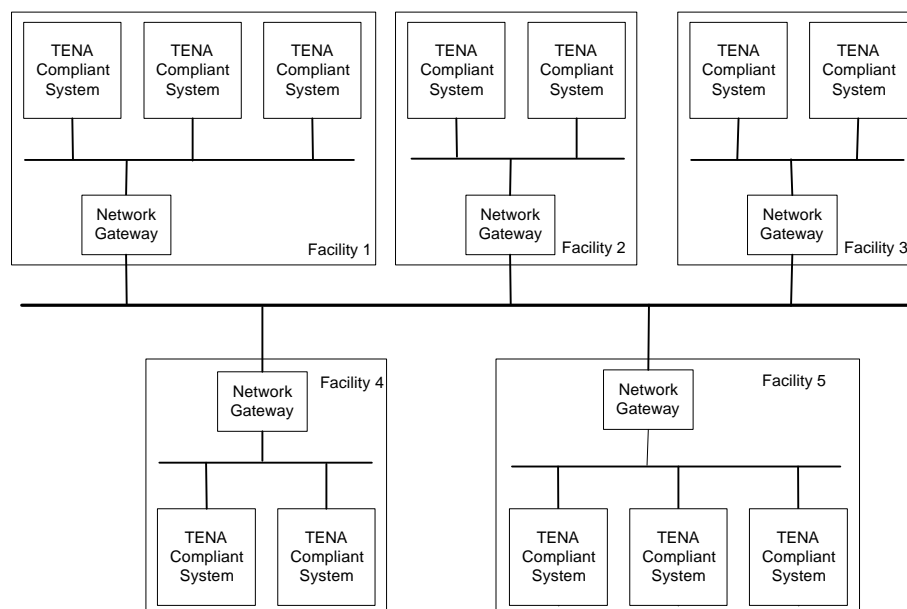 TENA
Compliant
System
TENA
Compliant
System
TENA
Compliant
System
Network
Gateway
Facility 1
TENA
Compliant
System
TENA
Compliant
System
Network
Gateway
Facility 2
TENA
Compliant
System
TENA
Compliant
System
Network
Gateway
Facility 3
Network
Gateway
Facility 4
TENA
Compliant
System
TENA
Compliant
System
Network
Gateway
Facility 5
TENA
Compliant
System
TENA
Compliant
System
TENA
Compliant
System